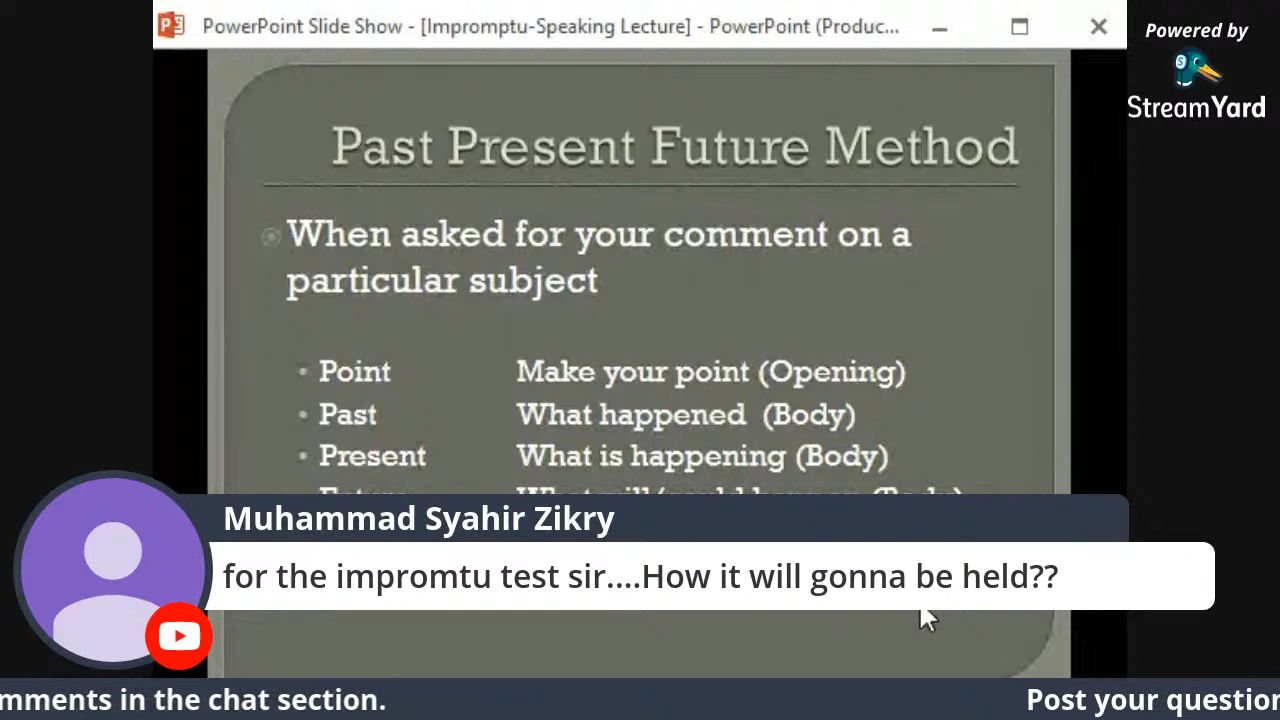 PowerPoint Slide Show - [Impromptu-Speaking Lecture] - PowerPoint (Produc...
Powered by
StreamYard
Past Present Future Method
When asked for your comment on a
particular subject
• Point Make your point (Opening)
• Past What happened (Body)
• Present What is happening (Body)
Muhammad Syahir Zikry
for the impromtu test sir....How it will gonna be held??
mments in the chat section. Post your question